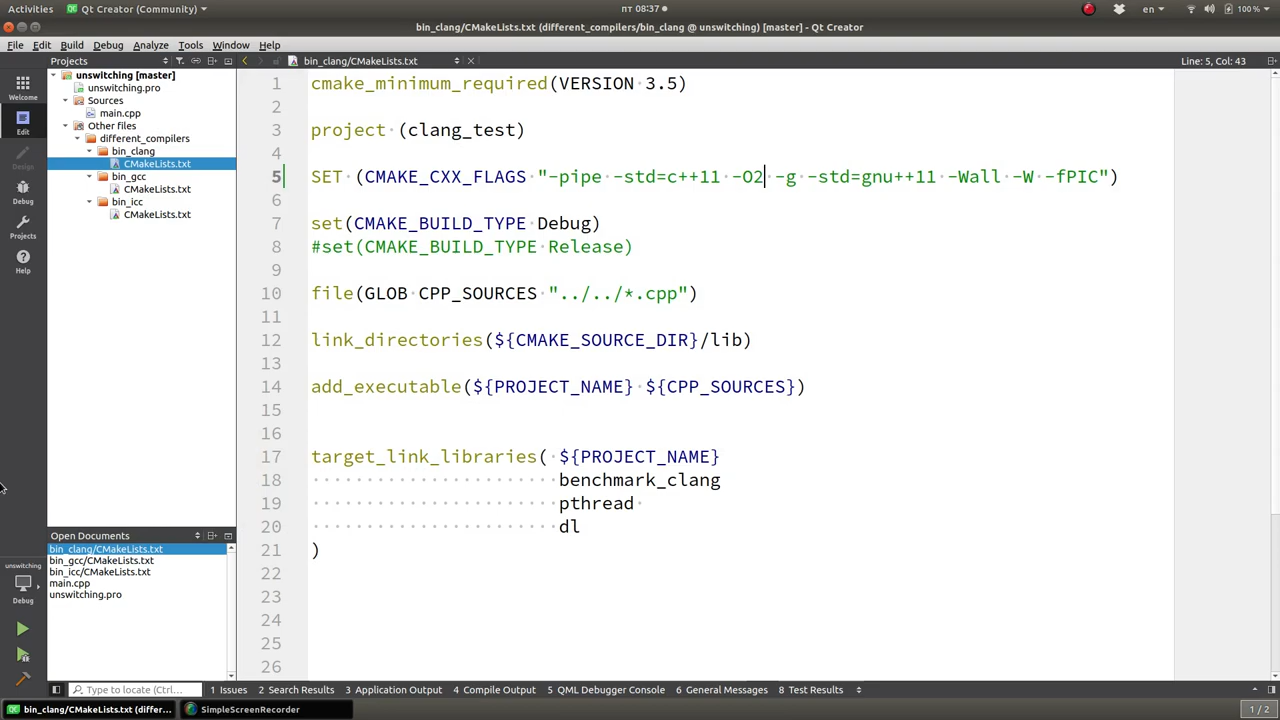 Activities Qt Creator (Community) пт 08:37 en 100 %
bin_clang/CMakeLists.txt (different_compilers/bin_clang @ unswitching) [master] - Qt Creator
File Edit Build Debug Analyze Tools Window Help
Projects bin_clang/CMakeLists.txt Line: 5, Col: 43
unswitching [master]
unswitching.pro
Sources
main.cpp
Other files
different_compilers
bin_clang
CMakeLists.txt
bin_gcc
CMakeLists.txt
bin_icc
CMakeLists.txt
Welcome
Edit
Design
Debug
Projects
Help
1 cmake_minimum_required(VERSION 3.5)
2
3 project (clang_test)
4
5 SET (CMAKE_CXX_FLAGS "-pipe -std=c++11 -O2 -g -std=gnu++11 -Wall -W -fPIC")
6
7 set(CMAKE_BUILD_TYPE Debug)
8 #set(CMAKE_BUILD_TYPE Release)
9
10 file(GLOB CPP_SOURCES "../../*.cpp")
11
12 link_directories(${CMAKE_SOURCE_DIR}/lib)
13
14 add_executable(${PROJECT_NAME} ${CPP_SOURCES})
15
16
17 target_link_libraries( ${PROJECT_NAME}
18 benchmark_clang
19 pthread
20 dl
21 )
22
23
24
25
26
Open Documents
bin_clang/CMakeLists.txt
bin_gcc/CMakeLists.txt
bin_icc/CMakeLists.txt
main.cpp
unswitching.pro
unswitching
Debug
Type to locate (Ctrl+... 1 Issues 2 Search Results 3 Application Output 4 Compile Output 5 QML Debugger Console 6 General Messages 8 Test Results
bin_clang/CMakeLists.txt (differ... SimpleScreenRecorder 1 / 2